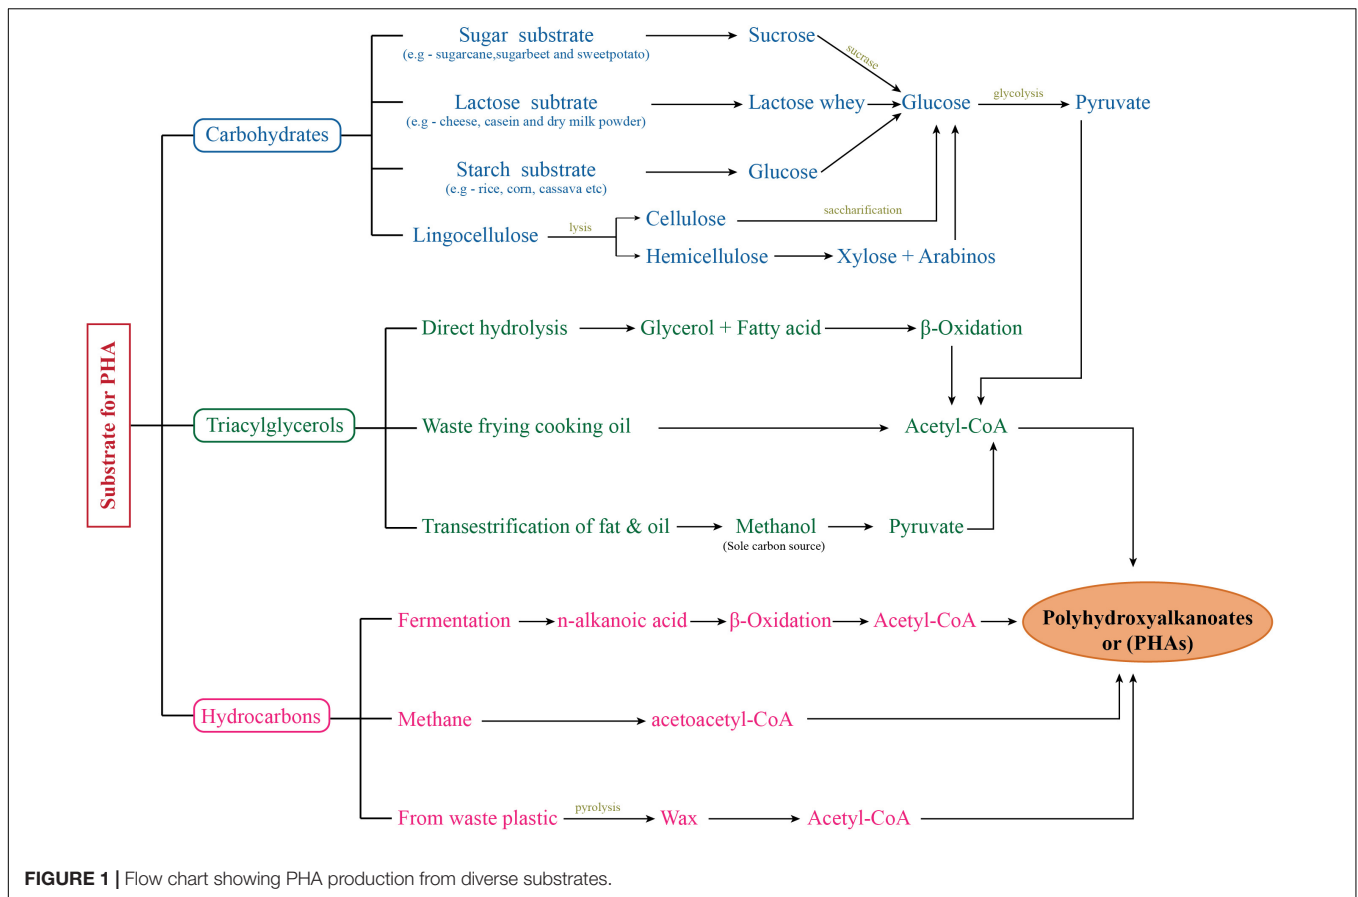 Sugar substrate
(e.g - sugarcane,sugarbeet and sweetpotato)
Sucrose
sucrase
Lactose subtrate
(e.g - cheese, casein and dry milk powder)
Lactose whey
Glucose
glycolysis
Pyruvate
Carbohydrates
Starch substrate
(e.g - rice, corn, cassava etc)
Glucose
Lingocellulose
lysis
Cellulose
saccharification
Hemicellulose
Xylose + Arabinos
Substrate for PHA
Direct hydrolysis
Glycerol + Fatty acid
β-Oxidation
Triacylglycerols
Waste frying cooking oil
Acetyl-CoA
Transestrification of fat & oil
Methanol
(Sole carbon source)
Pyruvate
Fermentation
n-alkanoic acid
β-Oxidation
Acetyl-CoA
Polyhydroxyalkanoates
or (PHAs)
Hydrocarbons
Methane
acetoacetyl-CoA
From waste plastic
pyrolysis
Wax
Acetyl-CoA
FIGURE 1 | Flow chart showing PHA production from diverse substrates.